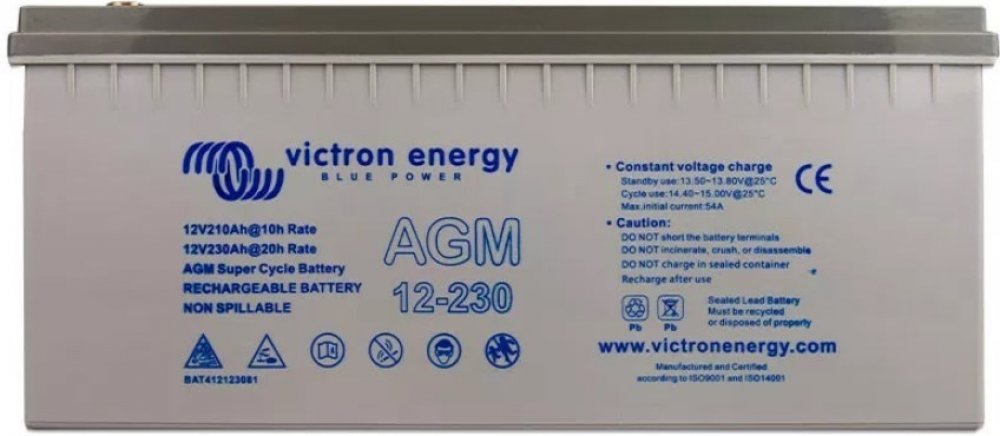 victron energy
BLUE POWER
12V210Ah@10h Rate
12V230Ah@20h Rate
AGM Super Cycle Battery
RECHARGEABLE BATTERY
NON SPILLABLE
AGM
12-230
BAT412123081
• Constant voltage charge
Standby use:13.50~13.80V@25°C
Cycle use:14.40~15.00V@25°C
Max.initial current:54A
CE
• Caution:
DO NOT short the battery terminals
DO NOT incinerate, crush, or disassemble
DO NOT charge in sealed container
Recharge after use
Pb
Pb
Sealed Lead Battery
Must be recycled
or disposed of properly
www.victronenergy.com
Manufactured and Certified
according to ISO9001 and ISO14001